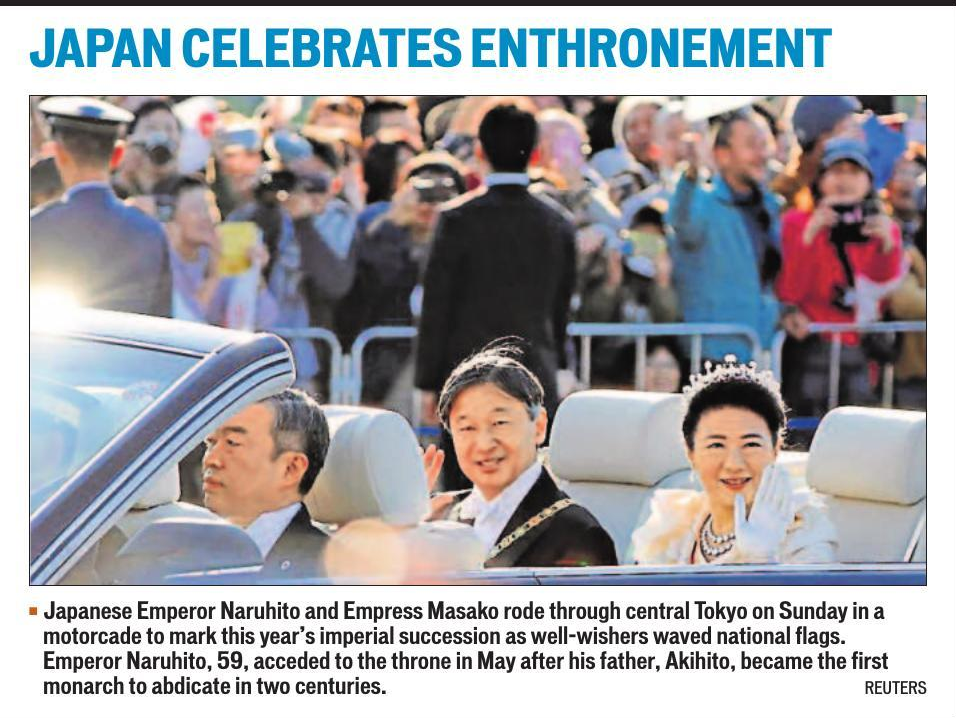 JAPAN CELEBRATES ENTHRONEMENT
Japanese Emperor Naruhito and Empress Masako rode through central Tokyo on Sunday in a
motorcade to mark this year's imperial succession as well-wishers waved national flags.
Emperor Naruhito, 59, acceded to the throne in May after his father, Akihito, became the first
monarch to abdicate in two centuries. REUTERS